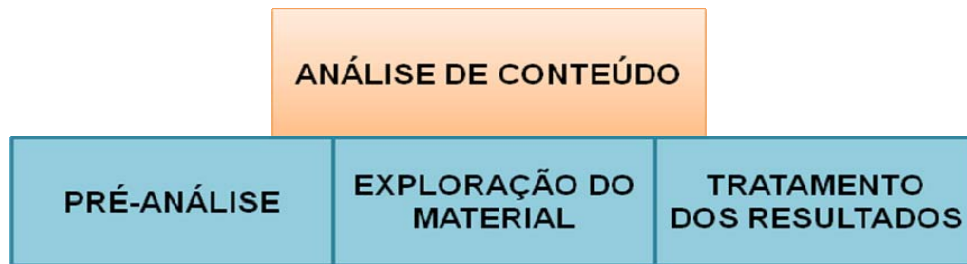 ANÁLISE DE CONTEÚDO
PRÉ-ANÁLISE
EXPLORAÇÃO DO
MATERIAL
TRATAMENTO
DOS RESULTADOS